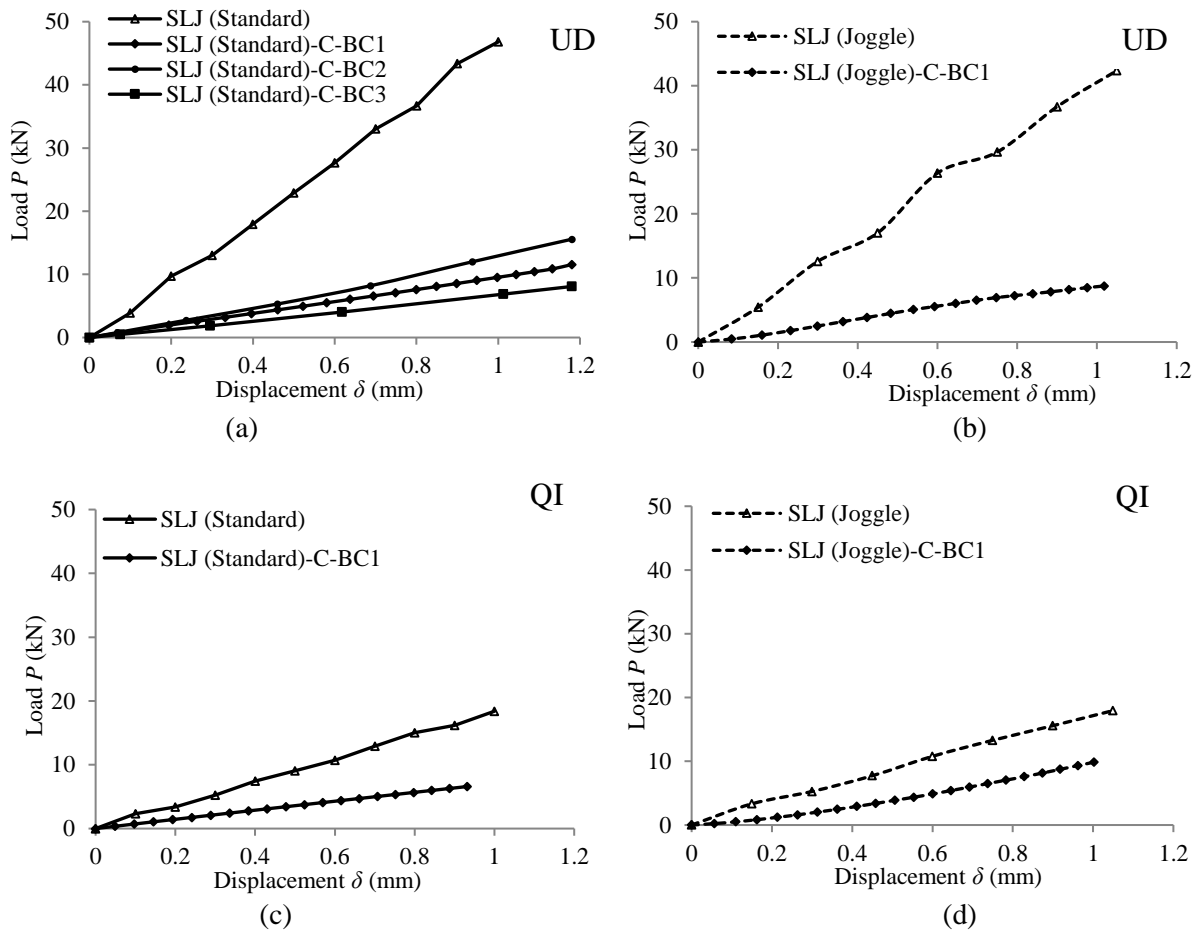 SLJ (Standard)
SLJ (Standard)-C-BC1
SLJ (Standard)-C-BC2
SLJ (Standard)-C-BC3
UD
50
40
30
20
10
0
Load P (kN)
0 0.2 0.4 0.6 0.8 1 1.2
Displacement δ (mm)
(a)
SLJ (Joggle)
SLJ (Joggle)-C-BC1
UD
50
40
30
20
10
0
Load P (kN)
0 0.2 0.4 0.6 0.8 1 1.2
Displacement δ (mm)
(b)
SLJ (Standard)
SLJ (Standard)-C-BC1
QI
50
40
30
20
10
0
Load P (kN)
0 0.2 0.4 0.6 0.8 1 1.2
Displacement δ (mm)
(c)
SLJ (Joggle)
SLJ (Joggle)-C-BC1
QI
50
40
30
20
10
0
Load P (kN)
0 0.2 0.4 0.6 0.8 1 1.2
Displacement δ (mm)
(d)